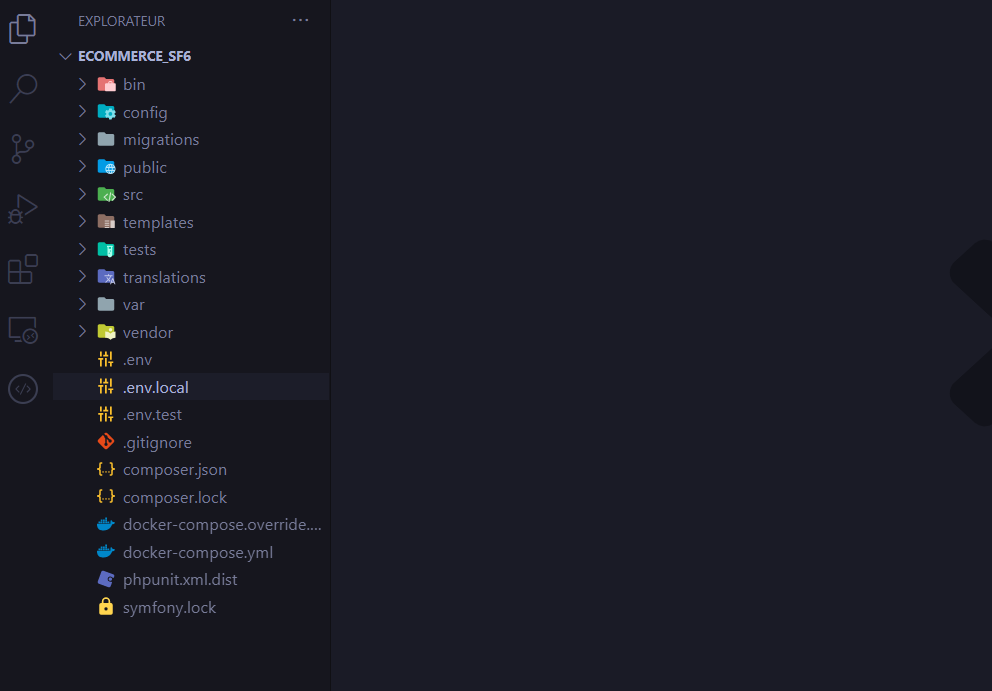 EXPLORATEUR ...
ECOMMERCE_SF6
bin
config
migrations
public
src
templates
tests
translations
var
vendor
.env
.env.local
.env.test
.gitignore
composer.json
composer.lock
docker-compose.override....
docker-compose.yml
phpunit.xml.dist
symfony.lock